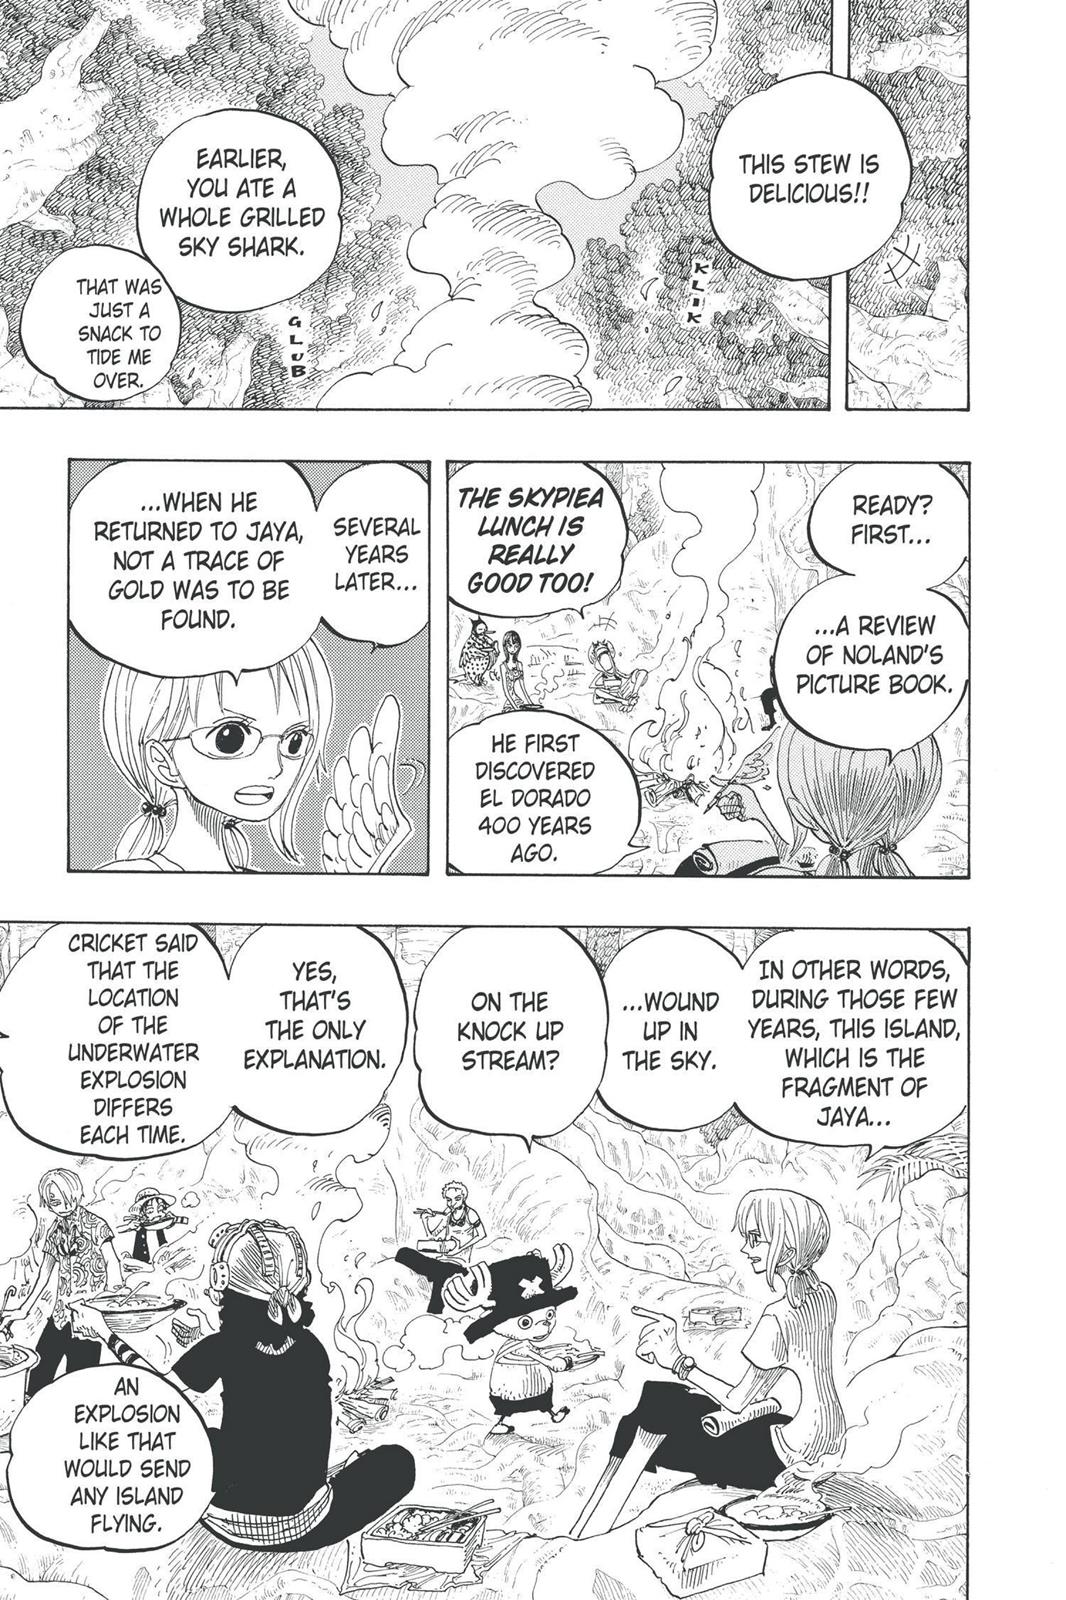 THIS STEW IS
DELICIOUS!!
KLIK
EARLIER,
YOU ATE A
WHOLE GRILLED
SKY SHARK.
GLUB
THAT WAS
JUST A
SNACK TO
TIDE ME
OVER.
READY?
FIRST...
...A REVIEW
OF NOLAND'S
PICTURE BOOK.
THE SKYPIEA
LUNCH IS
REALLY
GOOD TOO!
HE FIRST
DISCOVERED
EL DORADO
400 YEARS
AGO.
SEVERAL
YEARS
LATER...
...WHEN HE
RETURNED TO JAYA,
NOT A TRACE OF
GOLD WAS TO BE
FOUND.
IN OTHER WORDS,
DURING THOSE FEW
YEARS, THIS ISLAND,
WHICH IS THE
FRAGMENT OF
JAYA...
...WOUND
UP IN
THE SKY.
ON THE
KNOCK UP
STREAM?
YES,
THAT'S
THE ONLY
EXPLANATION.
CRICKET SAID
THAT THE
LOCATION
OF THE
UNDERWATER
EXPLOSION
DIFFERS
EACH TIME.
AN
EXPLOSION
LIKE THAT
WOULD SEND
ANY ISLAND
FLYING.